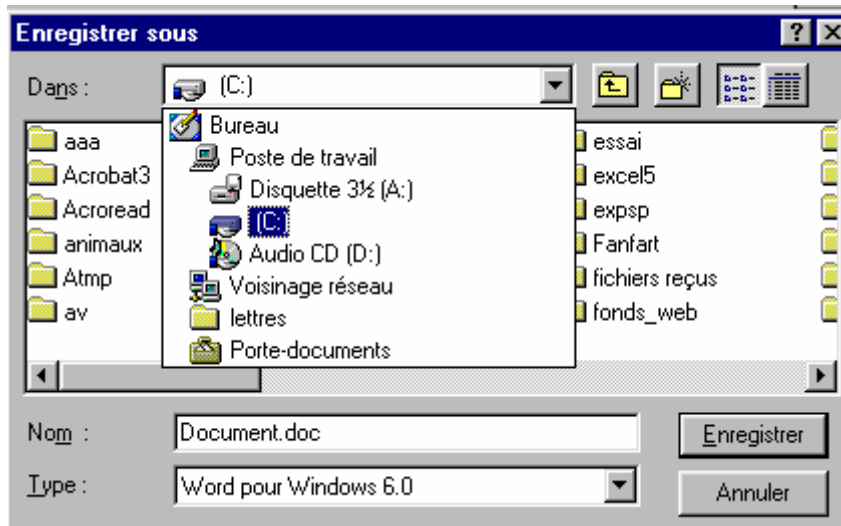 Enregistrer sous
Dans : (C:)
Bureau
aaa Poste de travail essai
Acrobat3 Disquette 3½ (A:) excel5
Acroread (C:) expsp
animaux Audio CD (D:) Fanfart
Atmp Voisinage réseau fichiers reçus
av lettres fonds_web
Porte-documents
Nom : Document.doc Enregistrer
Type : Word pour Windows 6.0 Annuler